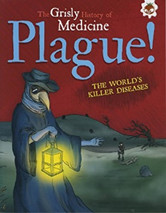 The Grisly History of
Medicine
Plague!
THE WORLD'S
KILLER DISEASES